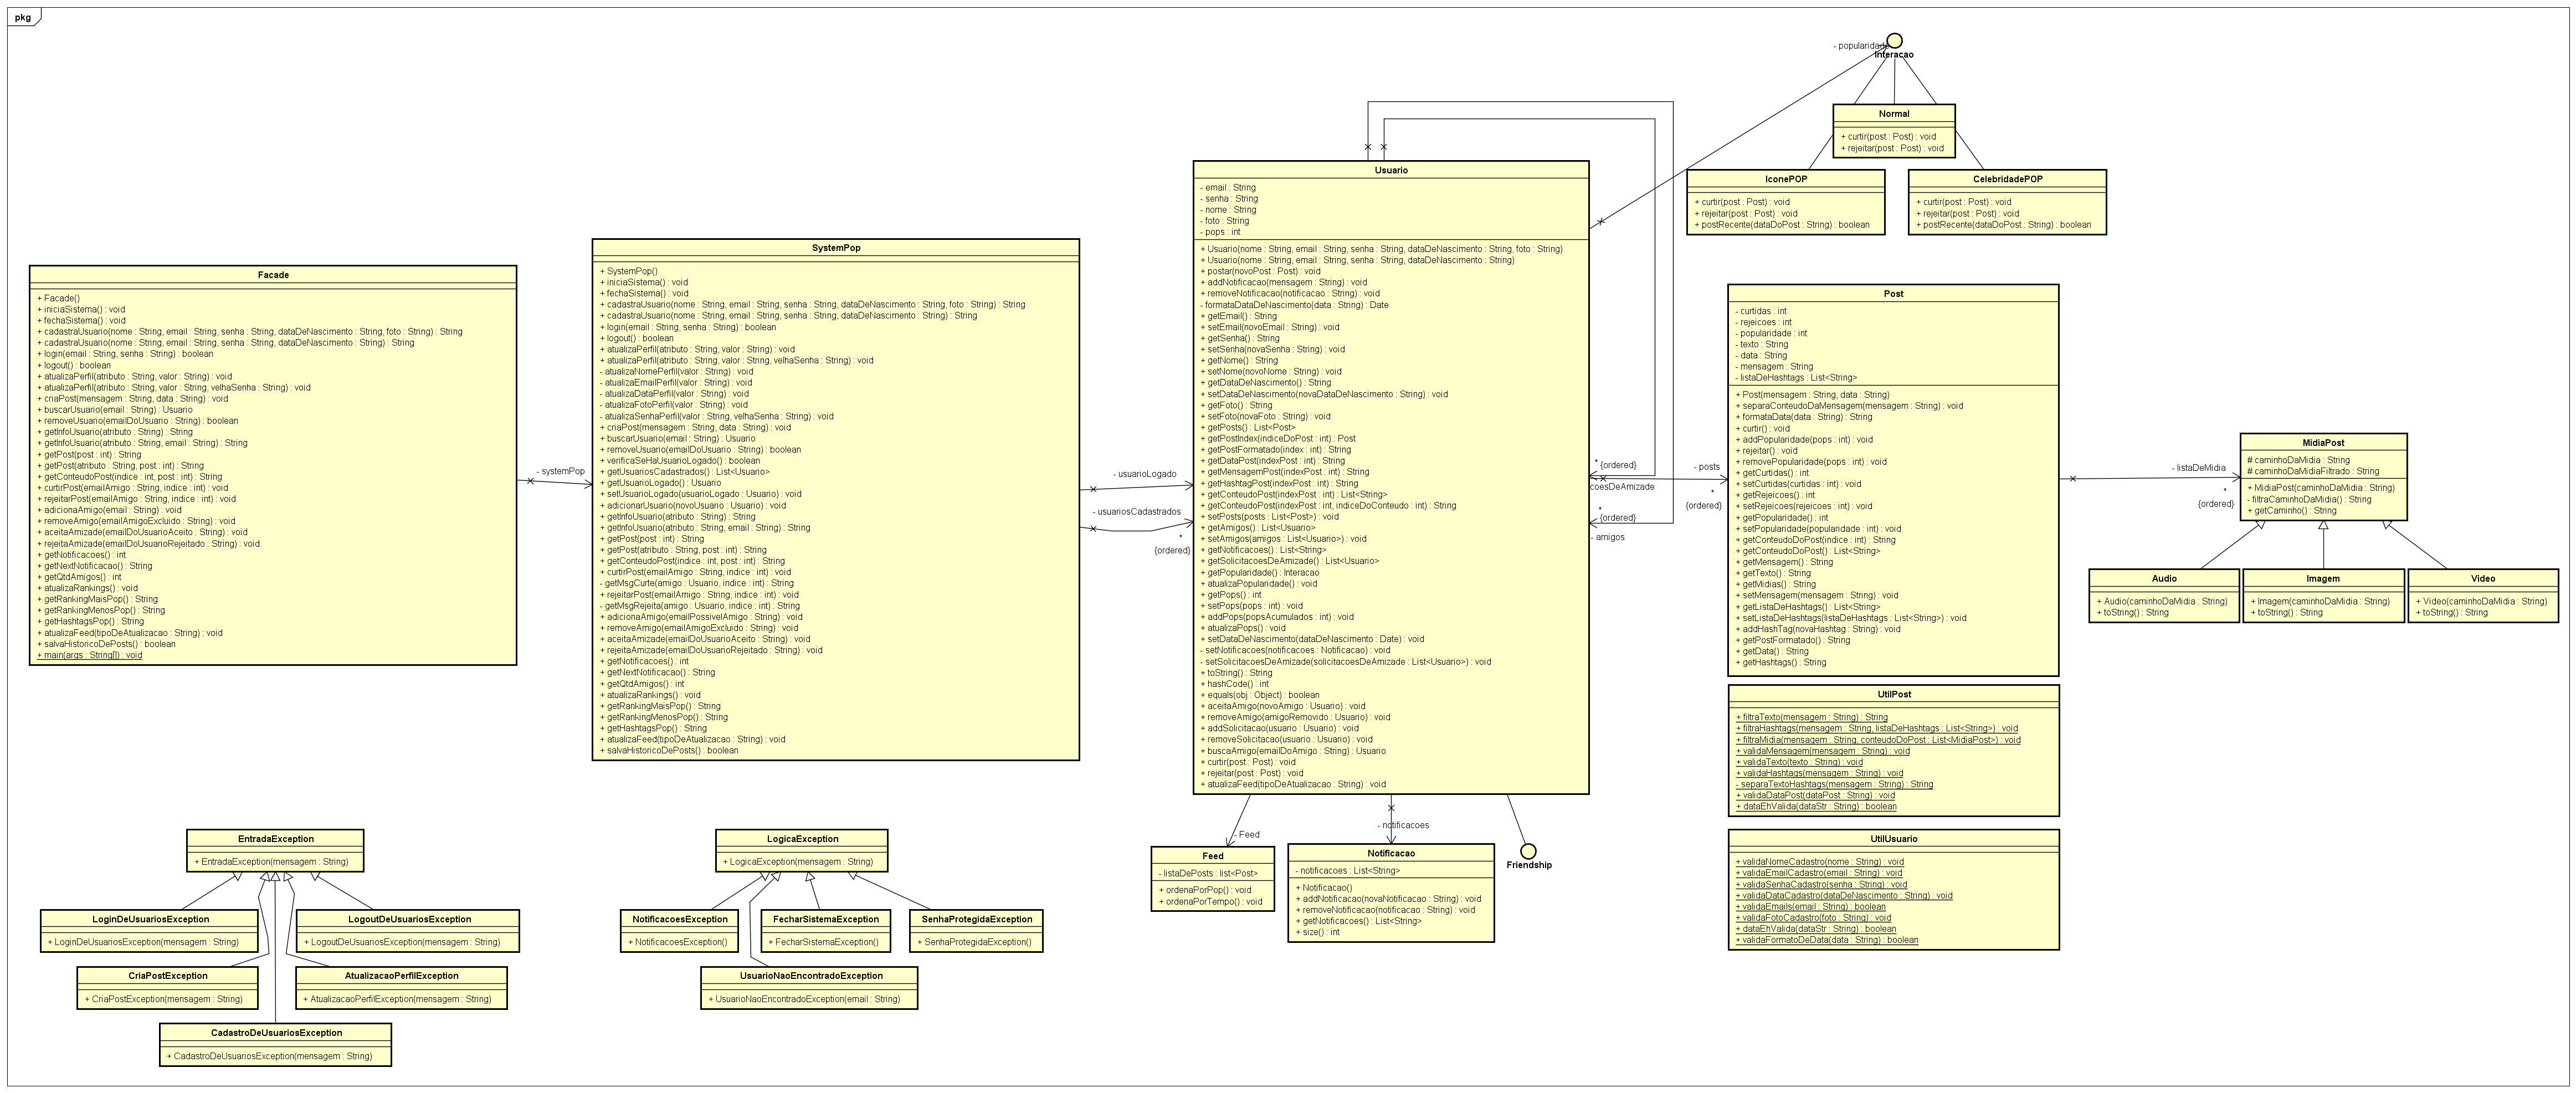 pkg
- popularidade
Interacao
Normal
+ curtir(post : Post) : void
+ rejeitar(post : Post) : void
IconePOP
+ curtir(post : Post) : void
+ rejeitar(post : Post) : void
+ postRecente(dataDoPost : String) : boolean
CelebridadePOP
+ curtir(post : Post) : void
+ rejeitar(post : Post) : void
+ postRecente(dataDoPost : String) : boolean
Facade
+ Facade()
+ iniciaSistema() : void
+ fechaSistema() : void
+ cadastraUsuario(nome : String, email : String, senha : String, dataDeNascimento : String, foto : String) : String
+ cadastraUsuario(nome : String, email : String, senha : String, dataDeNascimento : String) : String
+ login(email : String, senha : String) : boolean
+ logout() : boolean
+ atualizaPerfil(atributo : String, valor : String) : void
+ atualizaPerfil(atributo : String, valor : String, velhaSenha : String) : void
+ criaPost(mensagem : String, data : String) : void
+ buscarUsuario(email : String) : Usuario
+ removeUsuario(emailDoUsuario : String) : boolean
+ getInfoUsuario(atributo : String) : String
+ getInfoUsuario(atributo : String, email : String) : String
+ getPost(post : int) : String
+ getPost(atributo : String, post : int) : String
+ getConteudoPost(indice : int, post : int) : String
+ curtirPost(emailAmigo : String, indice : int) : void
+ rejeitarPost(emailAmigo : String, indice : int) : void
+ adicionaAmigo(email : String) : void
+ removeAmigo(emailAmigoExcluido : String) : void
+ aceitaAmizade(emailDoUsuarioAceito : String) : void
+ rejeitaAmizade(emailDoUsuarioRejeitado : String) : void
+ getNotificacoes() : int
+ getNextNotificacao() : String
+ getQtdAmigos() : int
+ atualizaRankings() : void
+ getRankingMaisPop() : String
+ getRankingMenosPop() : String
+ getHashtagsPop() : String
+ atualizaFeed(tipoDeAtualizacao : String) : void
+ salvaHistoricoDePosts() : boolean
+ main(args : String[]) : void
- systemPop
SystemPop
+ SystemPop()
+ iniciaSistema() : void
+ fechaSistema() : void
+ cadastraUsuario(nome : String, email : String, senha : String, dataDeNascimento : String, foto : String) : String
+ cadastraUsuario(nome : String, email : String, senha : String, dataDeNascimento : String) : String
+ login(email : String, senha : String) : boolean
+ logout() : boolean
+ atualizaPerfil(atributo : String, valor : String) : void
+ atualizaPerfil(atributo : String, valor : String, velhaSenha : String) : void
- atualizaNomePerfil(valor : String) : void
- atualizaEmailPerfil(valor : String) : void
- atualizaDataPerfil(valor : String) : void
- atualizaFotoPerfil(valor : String) : void
- atualizaSenhaPerfil(valor : String, velhaSenha : String) : void
+ criaPost(mensagem : String, data : String) : void
+ buscarUsuario(email : String) : Usuario
+ removeUsuario(emailDoUsuario : String) : boolean
+ verificaSeHaUsuarioLogado() : boolean
+ getUsuariosCadastrados() : List<Usuario>
+ getUsuarioLogado() : Usuario
+ setUsuarioLogado(usuarioLogado : Usuario) : void
+ adicionarUsuario(novoUsuario : Usuario) : void
+ getInfoUsuario(atributo : String) : String
+ getInfoUsuario(atributo : String, email : String) : String
+ getPost(post : int) : String
+ getPost(atributo : String, post : int) : String
+ getConteudoPost(indice : int, post : int) : String
+ curtirPost(emailAmigo : String, indice : int) : void
- getMsgCurte(amigo : Usuario, indice : int) : String
+ rejeitarPost(emailAmigo : String, indice : int) : void
- getMsgRejeita(amigo : Usuario, indice : int) : String
+ adicionaAmigo(emailPossivelAmigo : String) : void
+ removeAmigo(emailAmigoExcluido : String) : void
+ aceitaAmizade(emailDoUsuarioAceito : String) : void
+ rejeitaAmizade(emailDoUsuarioRejeitado : String) : void
+ getNotificacoes() : int
+ getNextNotificacao() : String
+ getQtdAmigos() : int
+ atualizaRankings() : void
+ getRankingMaisPop() : String
+ getRankingMenosPop() : String
+ getHashtagsPop() : String
+ atualizaFeed(tipoDeAtualizacao : String) : void
+ salvaHistoricoDePosts() : boolean
- usuarioLogado
- usuariosCadastrados
*
{ordered}
Usuario
- email : String
- senha : String
- nome : String
- foto : String
- pops : int
+ Usuario(nome : String, email : String, senha : String, dataDeNascimento : String, foto : String)
+ Usuario(nome : String, email : String, senha : String, dataDeNascimento : String)
+ postar(novoPost : Post) : void
+ addNotificacao(mensagem : String) : void
+ removeNotificacao(notificacao : String) : void
- formataDataDeNascimento(data : String) : Date
+ getEmail() : String
+ setEmail(novoEmail : String) : void
+ getSenha() : String
+ setSenha(novaSenha : String) : void
+ getNome() : String
+ setNome(novoNome : String) : void
+ getDataDeNascimento() : String
+ setDataDeNascimento(novaDataDeNascimento : String) : void
+ getFoto() : String
+ setFoto(novaFoto : String) : void
+ getPosts() : List<Post>
+ getPostIndex(indiceDoPost : int) : Post
+ getPostFormatado(index : int) : String
+ getDataPost(indexPost : int) : String
+ getMensagemPost(indexPost : int) : String
+ getHashtagPost(indexPost : int) : String
+ getConteudoPost(indexPost : int) : List<String>
+ getConteudoPost(indexPost : int, indiceDoConteudo : int) : String
+ setPosts(posts : List<Post>) : void
+ getAmigos() : List<Usuario>
+ setAmigos(amigos : List<Usuario>) : void
+ getNotificacoes() : List<String>
+ getSolicitacoesDeAmizade() : List<Usuario>
+ getPopularidade() : Interacao
+ atualizaPopularidade() : void
+ getPops() : int
+ setPops(pops : int) : void
+ addPops(popsAcumulados : int) : void
+ atualizaPops() : void
+ setDataDeNascimento(dataDeNascimento : Date) : void
- setNotificacoes(notificacoes : Notificacao) : void
- setSolicitacoesDeAmizade(solicitacoesDeAmizade : List<Usuario>) : void
+ toString() : String
+ hashCode() : int
+ equals(obj : Object) : boolean
+ aceitaAmigo(novoAmigo : Usuario) : void
+ removeAmigo(amigoRemovido : Usuario) : void
+ addSolicitacao(usuario : Usuario) : void
+ removeSolicitacao(usuario : Usuario) : void
+ buscaAmigo(emailDoAmigo : String) : Usuario
+ curtir(post : Post) : void
+ rejeitar(post : Post) : void
+ atualizaFeed(tipoDeAtualizacao : String) : void
* {ordered}
coesDeAmizade
*
{ordered}
- amigos
- posts
*
{ordered}
Post
- curtidas : int
- rejeicoes : int
- popularidade : int
- texto : String
- data : String
- mensagem : String
- listaDeHashtags : List<String>
+ Post(mensagem : String, data : String)
+ separaConteudoDaMensagem(mensagem : String) : void
+ formataData(data : String) : String
+ curtir() : void
+ addPopularidade(pops : int) : void
+ rejeitar() : void
+ removePopularidade(pops : int) : void
+ getCurtidas() : int
+ setCurtidas(curtidas : int) : void
+ getRejeicoes() : int
+ setRejeicoes(rejeicoes : int) : void
+ getPopularidade() : int
+ setPopularidade(popularidade : int) : void
+ getConteudoDoPost(indice : int) : String
+ getConteudoDoPost() : List<String>
+ getMensagem() : String
+ getTexto() : String
+ getMidias() : String
+ setMensagem(mensagem : String) : void
+ getListaDeHashtags() : List<String>
+ setListaDeHashtags(listaDeHashtags : List<String>) : void
+ addHashTag(novaHashtag : String) : void
+ getPostFormatado() : String
+ getData() : String
+ getHashtags() : String
- listaDeMidia
*
{ordered}
MidiaPost
# caminhoDaMidia : String
# caminhoDaMidiaFiltrado : String
+ MidiaPost(caminhoDaMidia : String)
- filtraCaminhoDaMidia() : String
+ getCaminho() : String
Audio
+ Audio(caminhoDaMidia : String)
+ toString() : String
Imagem
+ Imagem(caminhoDaMidia : String)
+ toString() : String
Video
+ Video(caminhoDaMidia : String)
+ toString() : String
UtilPost
+ filtraTexto(mensagem : String) : String
+ filtraHashtags(mensagem : String, listaDeHashtags : List<String>) : void
+ filtraMidia(mensagem : String, conteudoDoPost : List<MidiaPost>) : void
+ validaMensagem(mensagem : String) : void
+ validaTexto(texto : String) : void
+ validaHashtags(mensagem : String) : void
- separaTextoHashtags(mensagem : String) : String
+ validaDataPost(dataPost : String) : void
+ dataEhValida(dataStr : String) : boolean
UtilUsuario
+ validaNomeCadastro(nome : String) : void
+ validaEmailCadastro(email : String) : void
+ validaSenhaCadastro(senha : String) : void
+ validaDataCadastro(dataDeNascimento : String) : void
+ validaEmails(email : String) : boolean
+ validaFotoCadastro(foto : String) : void
+ dataEhValida(dataStr : String) : boolean
+ validaFormatoDeData(data : String) : boolean
- Feed
Feed
- listaDePosts : list<Post>
+ ordenaPorPop() : void
+ ordenaPorTempo() : void
- notificacoes
Notificacao
- notificacoes : List<String>
+ Notificacao()
+ addNotificacao(novaNotificacao : String) : void
+ removeNotificacao(notificacao : String) : void
+ getNotificacoes() : List<String>
+ size() : int
Friendship
EntradaException
+ EntradaException(mensagem : String)
LoginDeUsuariosException
+ LoginDeUsuariosException(mensagem : String)
LogoutDeUsuariosException
+ LogoutDeUsuariosException(mensagem : String)
CriaPostException
+ CriaPostException(mensagem : String)
AtualizacaoPerfilException
+ AtualizacaoPerfilException(mensagem : String)
CadastroDeUsuariosException
+ CadastroDeUsuariosException(mensagem : String)
LogicaException
+ LogicaException(mensagem : String)
NotificacoesException
+ NotificacoesException()
FecharSistemaException
+ FecharSistemaException()
SenhaProtegidaException
+ SenhaProtegidaException()
UsuarioNaoEncontradoException
+ UsuarioNaoEncontradoException(email : String)